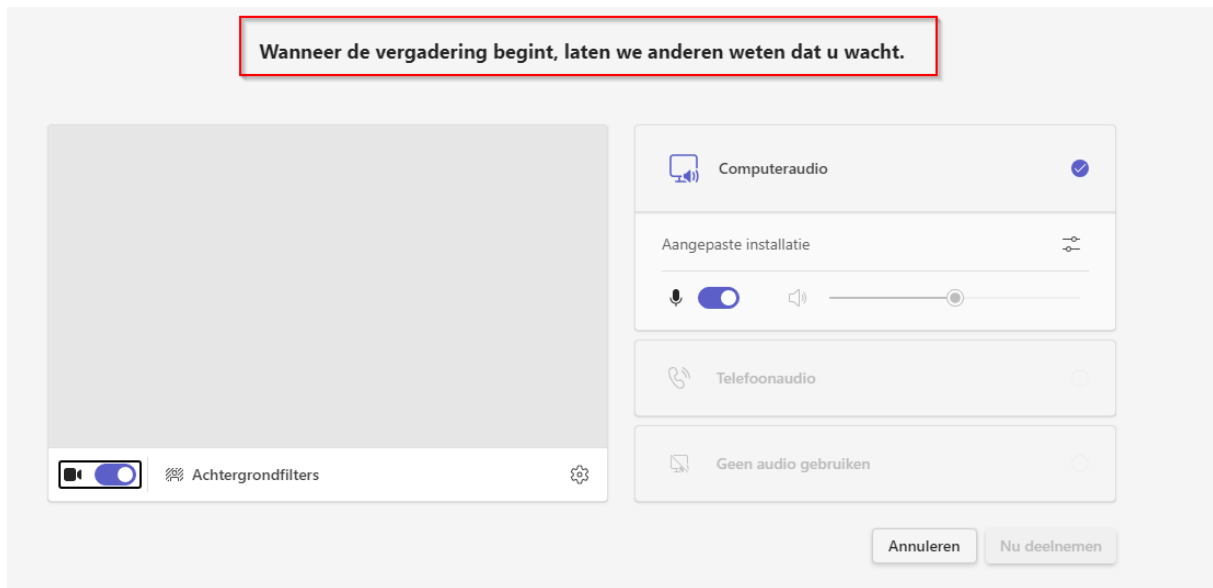 Wanneer de vergadering begint, laten we anderen weten dat u wacht.
Computeraudio
Aangepaste installatie
Telefoonaudio
Geen audio gebruiken
Achtergrondfilters
Annuleren
Nu deelnemen